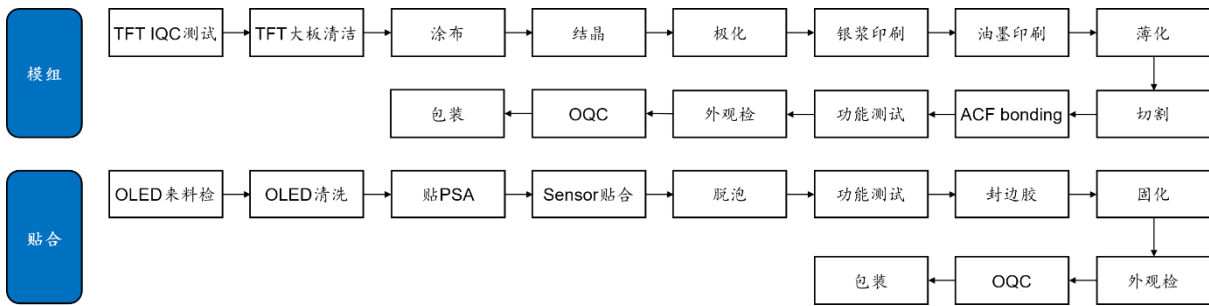 模组
TFT IQC测试
TFT大板清洁
涂布
结晶
极化
银浆印刷
油墨印刷
薄化
切割
ACF bonding
功能测试
外观检
OQC
包装
贴合
OLED来料检
OLED清洗
贴PSA
Sensor贴合
脱泡
功能测试
封边胶
固化
外观检
OQC
包装